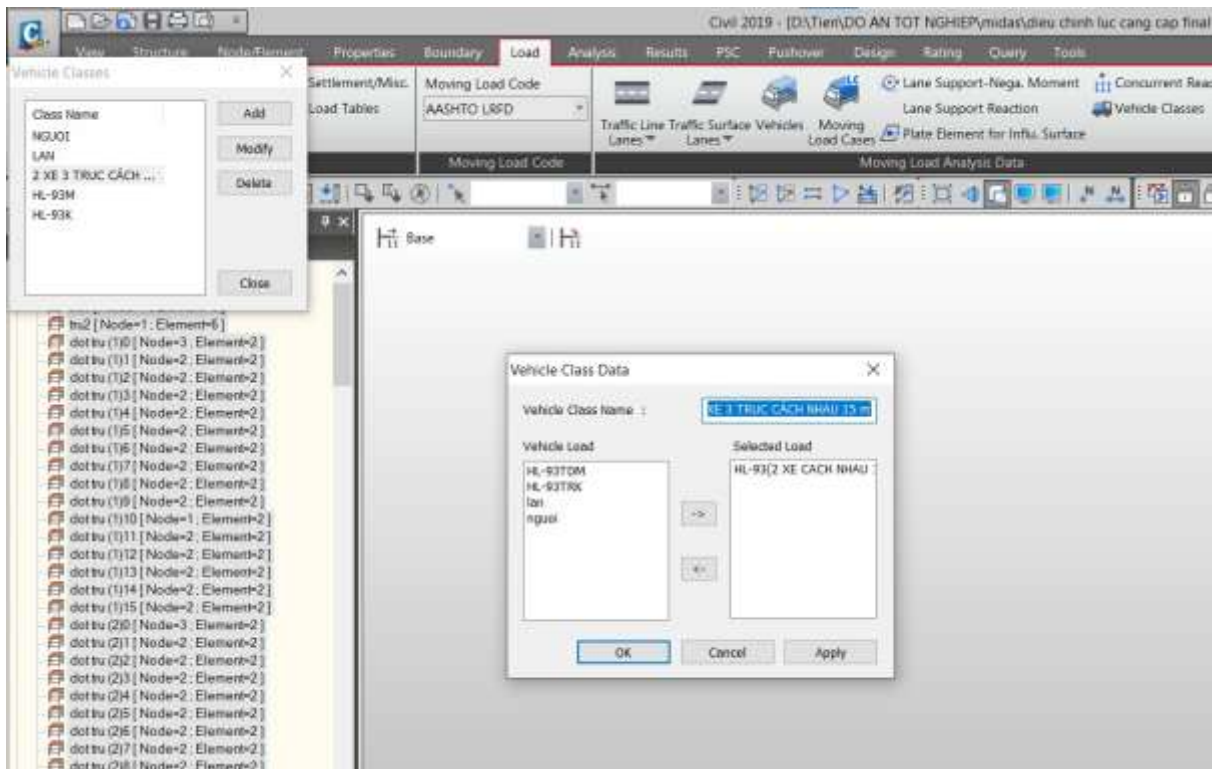 Civil 2019 - [D:\Tien\DO AN TOT NGHIEP\midas\dieu chinh luc cang cap final
View Structure Node/Element Properties Boundary Load Analysis Results PSC Pushover Design Rating Query Tools
Vehicle Classes
Class Name
NGUOI
LAN
2 XE 3 TRUC CÁCH ...
HL-93M
HL-93K
Add
Modify
Delete
Close
Settlement/Misc.
Load Tables
Moving Load Code
AASHTO LRFD
Moving Load Code
Traffic Line Lanes
Traffic Surface Lanes
Vehicles
Moving Load Cases
Lane Support-Nega. Moment
Lane Support Reaction
Plate Element for Influ. Surface
Concurrent Reac
Vehicle Classes
Moving Load Analysis Data
Base
tru2 [ Node=1 ; Element=6 ]
dot tru (1)0 [ Node=3 ; Element=2 ]
dot tru (1)1 [ Node=2 ; Element=2 ]
dot tru (1)2 [ Node=2 ; Element=2 ]
dot tru (1)3 [ Node=2 ; Element=2 ]
dot tru (1)4 [ Node=2 ; Element=2 ]
dot tru (1)5 [ Node=2 ; Element=2 ]
dot tru (1)6 [ Node=2 ; Element=2 ]
dot tru (1)7 [ Node=2 ; Element=2 ]
dot tru (1)8 [ Node=2 ; Element=2 ]
dot tru (1)9 [ Node=2 ; Element=2 ]
dot tru (1)10 [ Node=1 ; Element=2 ]
dot tru (1)11 [ Node=2 ; Element=2 ]
dot tru (1)12 [ Node=2 ; Element=2 ]
dot tru (1)13 [ Node=2 ; Element=2 ]
dot tru (1)14 [ Node=2 ; Element=2 ]
dot tru (1)15 [ Node=2 ; Element=2 ]
dot tru (2)0 [ Node=3 ; Element=2 ]
dot tru (2)1 [ Node=2 ; Element=2 ]
dot tru (2)2 [ Node=2 ; Element=2 ]
dot tru (2)3 [ Node=2 ; Element=2 ]
dot tru (2)4 [ Node=2 ; Element=2 ]
dot tru (2)5 [ Node=2 ; Element=2 ]
dot tru (2)6 [ Node=2 ; Element=2 ]
dot tru (2)7 [ Node=2 ; Element=2 ]
dot tru (2)8 [ Node=2 ; Element=2 ]
Vehicle Class Data
Vehicle Class Name :
XE 3 TRUC CÁCH NHAU 15 m
Vehicle Load
HL-93TDM
HL-93TRK
lan
nguoi
->
<-
Selected Load
HL-93(2 XE CACH NHAU
OK
Cancel
Apply